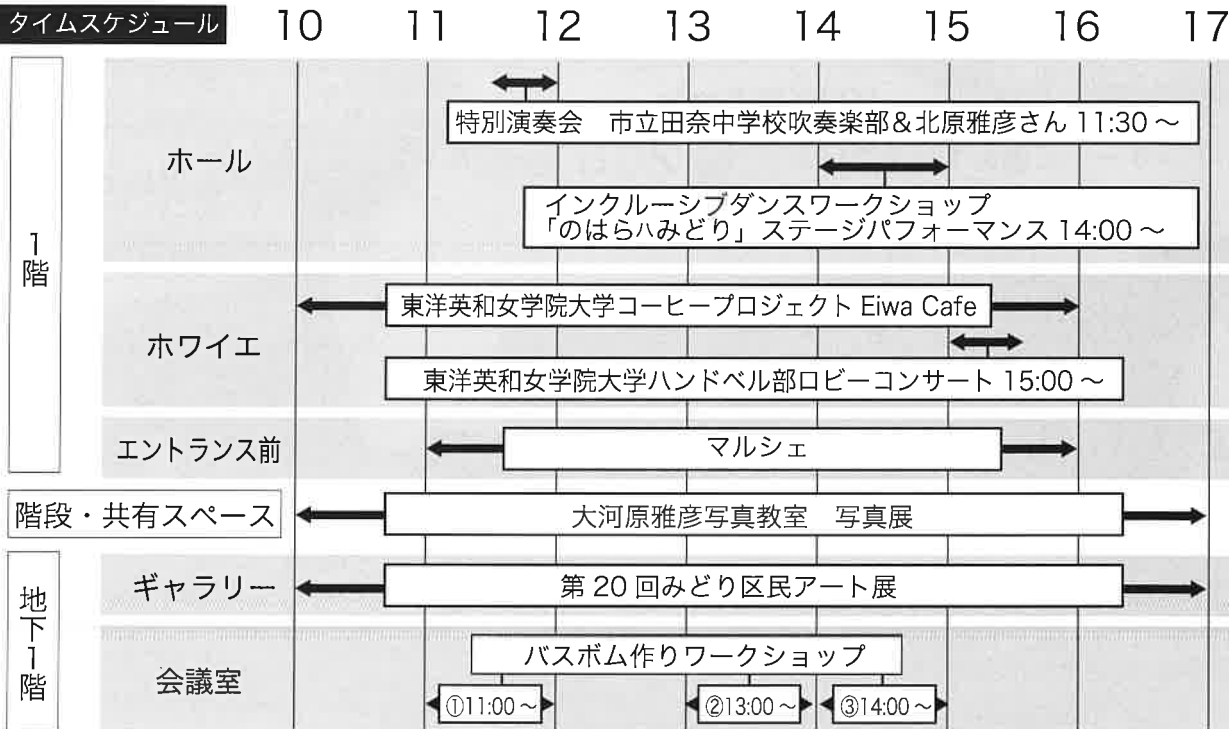 タイムスケジュール 10 11 12 13 14 15 16 17
1階
ホール
特別演奏会 市立田奈中学校吹奏楽部&北原雅彦さん 11:30 ~
インクルーシブダンスワークショップ
「のはらハみどり」ステージパフォーマンス 14:00 ~
ホワイエ
東洋英和女学院大学コーヒープロジェクト Eiwa Cafe
東洋英和女学院大学ハンドベル部ロビーコンサート 15:00 ~
エントランス前
マルシェ
階段・共有スペース
大河原雅彦写真教室 写真展
地下1階
ギャラリー
第 20 回みどり区民アート展
会議室
バスボム作りワークショップ
①11:00 ~ ②13:00 ~ ③14:00 ~